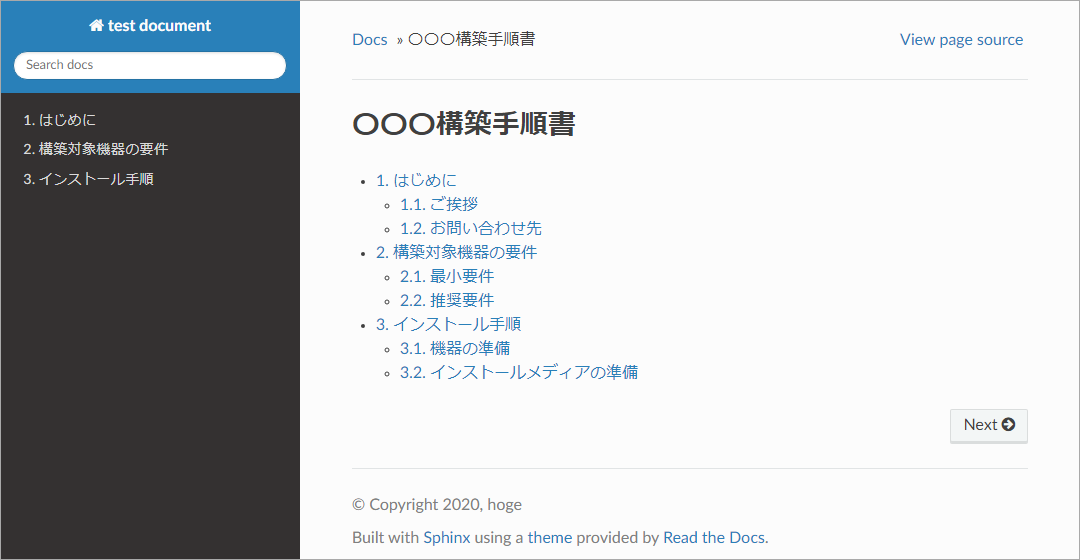 test document
Search docs
1. はじめに
2. 構築対象機器の要件
3. インストール手順
Docs » 〇〇〇構築手順書
View page source
〇〇〇構築手順書
1. はじめに
1.1. ご挨拶
1.2. お問い合わせ先
2. 構築対象機器の要件
2.1. 最小要件
2.2. 推奨要件
3. インストール手順
3.1. 機器の準備
3.2. インストールメディアの準備
Next
© Copyright 2020, hoge
Built with Sphinx using a theme provided by Read the Docs.